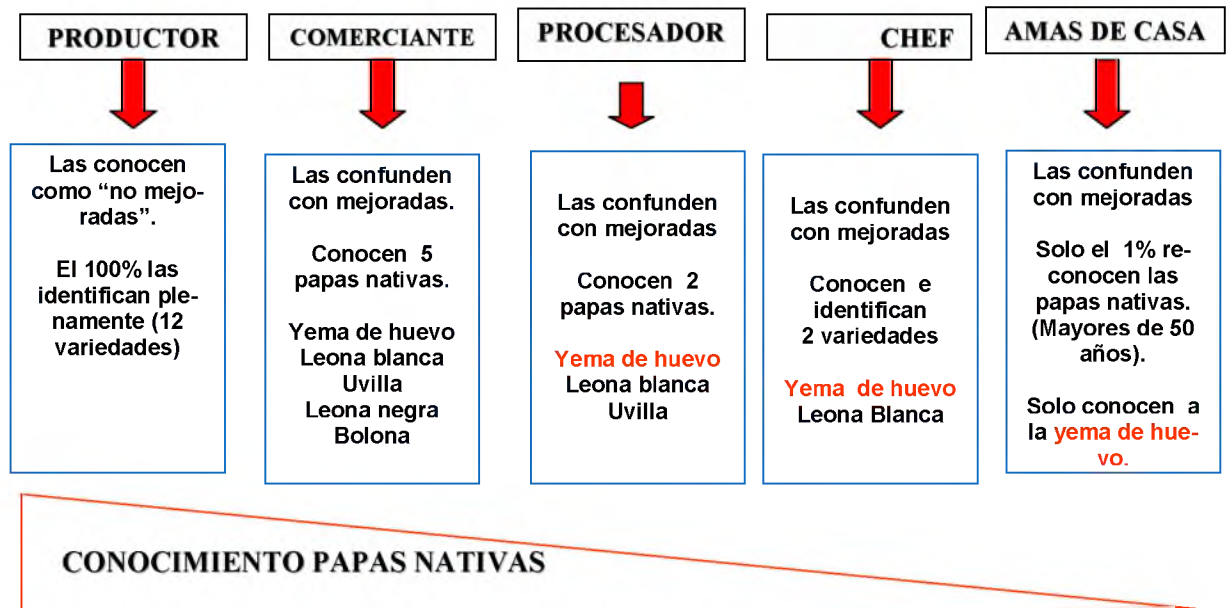 PRODUCTOR
Las conocen
como “no mejo-
radas”.
El 100% las
identifican ple-
namente (12
variedades)
COMERCIANTE
Las confunden
con mejoradas.
Conocen 5
papas nativas.
Yema de huevo
Leona blanca
Uvilla
Leona negra
Bolona
PROCESADOR
Las confunden
con mejoradas
Conocen 2
papas nativas.
Yema de huevo
Leona blanca
Uvilla
CHEF
Las confunden
con mejoradas
Conocen e
identifican
2 variedades
Yema de huevo
Leona Blanca
AMAS DE CASA
Las confunden
con mejoradas
Solo el 1% re-
conocen las
papas nativas.
(Mayores de 50
años).
Solo conocen a
la yema de hue-
vo.
CONOCIMIENTO PAPAS NATIVAS